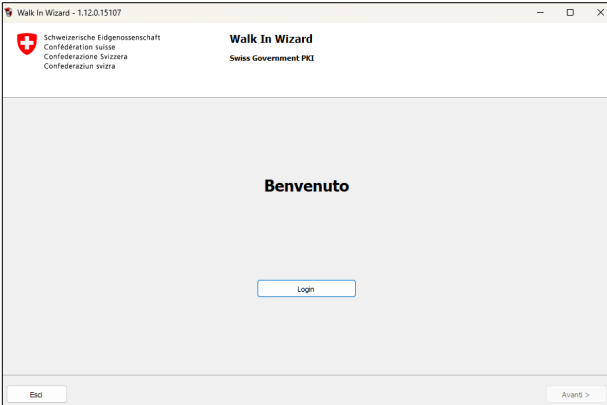 Walk In Wizard - 1.12.0.15107
Schweizerische Eidgenossenschaft
Confédération suisse
Confederazione Svizzera
Confederaziun svizra
Walk In Wizard
Swiss Government PKI
Benvenuto
Login
Esci
Avanti >